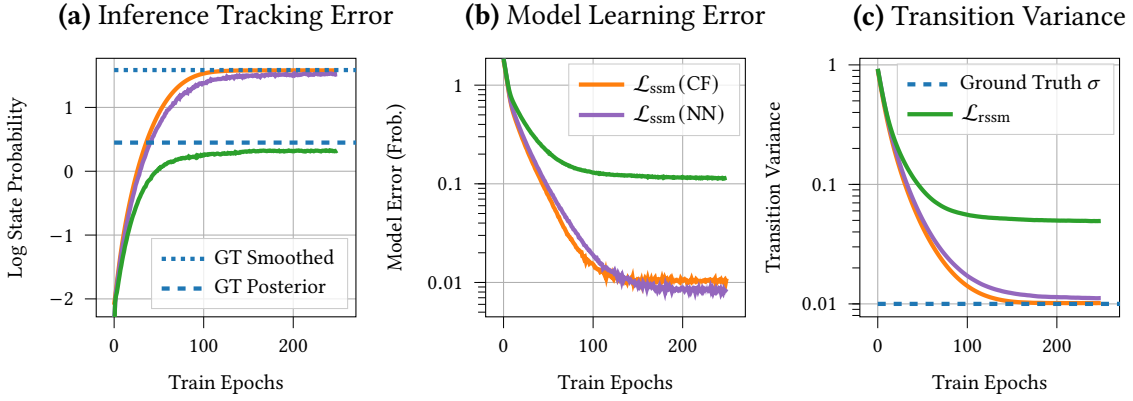 (a) Inference Tracking Error
Log State Probability
1
0
−1
−2
GT Smoothed
GT Posterior
0 100 200
Train Epochs
(b) Model Learning Error
Model Error (Frob.)
1
0.1
0.01
ℒssm(CF)
ℒssm(NN)
0 100 200
Train Epochs
(c) Transition Variance
Transition Variance
0.1
0.1
0.01
Ground Truth σ
ℒrssm
0 100 200
Train Epochs